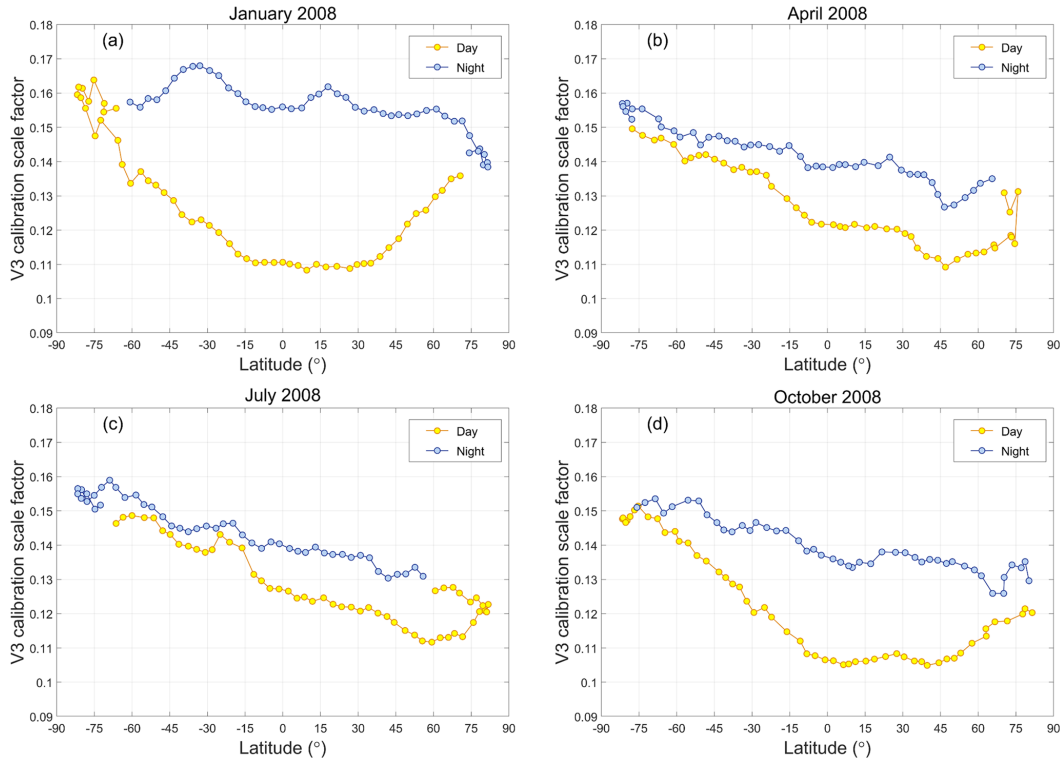 January 2008
(a)
Day
Night
V3 calibration scale factor
0.18
0.17
0.16
0.15
0.14
0.13
0.12
0.11
0.1
0.09
-90 -75 -60 -45 -30 -15 0 15 30 45 60 75 90
Latitude (°)
April 2008
(b)
Day
Night
V3 calibration scale factor
0.18
0.17
0.16
0.15
0.14
0.13
0.12
0.11
0.1
0.09
-90 -75 -60 -45 -30 -15 0 15 30 45 60 75 90
Latitude (°)
July 2008
(c)
Day
Night
V3 calibration scale factor
0.18
0.17
0.16
0.15
0.14
0.13
0.12
0.11
0.1
0.09
-90 -75 -60 -45 -30 -15 0 15 30 45 60 75 90
Latitude (°)
October 2008
(d)
Day
Night
V3 calibration scale factor
0.18
0.17
0.16
0.15
0.14
0.13
0.12
0.11
0.1
0.09
-90 -75 -60 -45 -30 -15 0 15 30 45 60 75 90
Latitude (°)